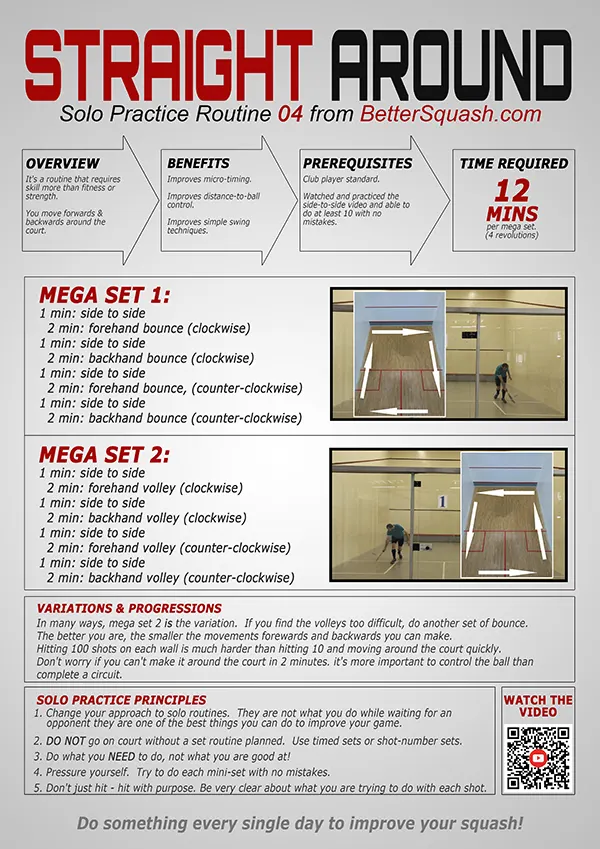 STRAIGHT AROUND
Solo Practice Routine 04 from BetterSquash.com
OVERVIEW
It's a routine that requires
skill more than fitness or
strength.
You move forwards &
backwards around the
court.
BENEFITS
Improves micro-timing.
Improves distance-to-ball
control.
Improves simple swing
techniques.
PREREQUISITES
Club player standard.
Watched and practiced the
side-to-side video and able to
do at least 10 with no
mistakes.
TIME REQUIRED
12
MINS
per mega set.
(4 revolutions)
MEGA SET 1:
1 min: side to side
2 min: forehand bounce (clockwise)
1 min: side to side
2 min: backhand bounce (clockwise)
1 min: side to side
2 min: forehand bounce, (counter-clockwise)
1 min: side to side
2 min: backhand bounce (counter-clockwise)
MEGA SET 2:
1 min: side to side
2 min: forehand volley (clockwise)
1 min: side to side
2 min: backhand volley (clockwise)
1 min: side to side
2 min: forehand volley (counter-clockwise)
1 min: side to side
2 min: backhand volley (counter-clockwise)
1
VARIATIONS & PROGRESSIONS
In many ways, mega set 2 is the variation. If you find the volleys too difficult, do another set of bounce.
The better you are, the smaller the movements forewards and backwards you can make.
Hitting 100 shots on each wall is much harder than hitting 10 and moving around the court quickly.
Don't worry if you can't make it around the court in 2 minutes. it's more important to control the ball than
complete a circuit.
SOLO PRACTICE PRINCIPLES
1. Change your approach to solo routines. They are not what you do while waiting for an
opponent they are one of the best things you can do to improve your game.
2. DO NOT go on court without a set routine planned. Use timed sets or shot-number sets.
3. Do what you NEED to do, not what you are good at!
4. Pressure yourself. Try to do each mini-set with no mistakes.
5. Don't just hit - hit with purpose. Be very clear about what you are trying to do with each shot.
WATCH THE
VIDEO
Do something every single day to improve your squash!